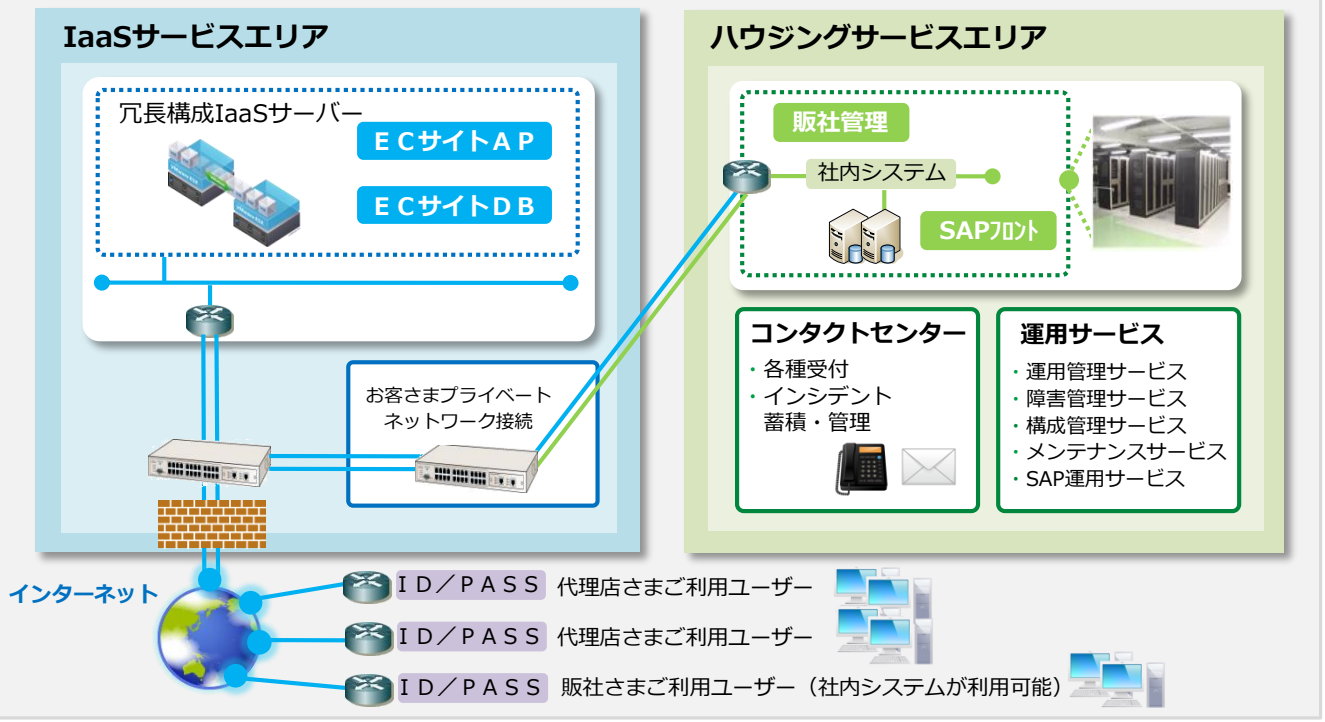 IaaSサービスエリア
冗長構成IaaSサーバー
ＥＣサイトＡＰ
ＥＣサイトＤＢ
お客さまプライベート
ネットワーク接続
ハウジングサービスエリア
販社管理
社内システム
SAPﾌﾛﾝﾄ
コンタクトセンター
・各種受付
・インシデント
蓄積・管理
運用サービス
・運用管理サービス
・障害管理サービス
・構成管理サービス
・メンテナンスサービス
・SAP運用サービス
インターネット
ＩＤ／ＰＡＳＳ 代理店さまご利用ユーザー
ＩＤ／ＰＡＳＳ 代理店さまご利用ユーザー
ＩＤ／ＰＡＳＳ 販社さまご利用ユーザー（社内システムが利用可能）